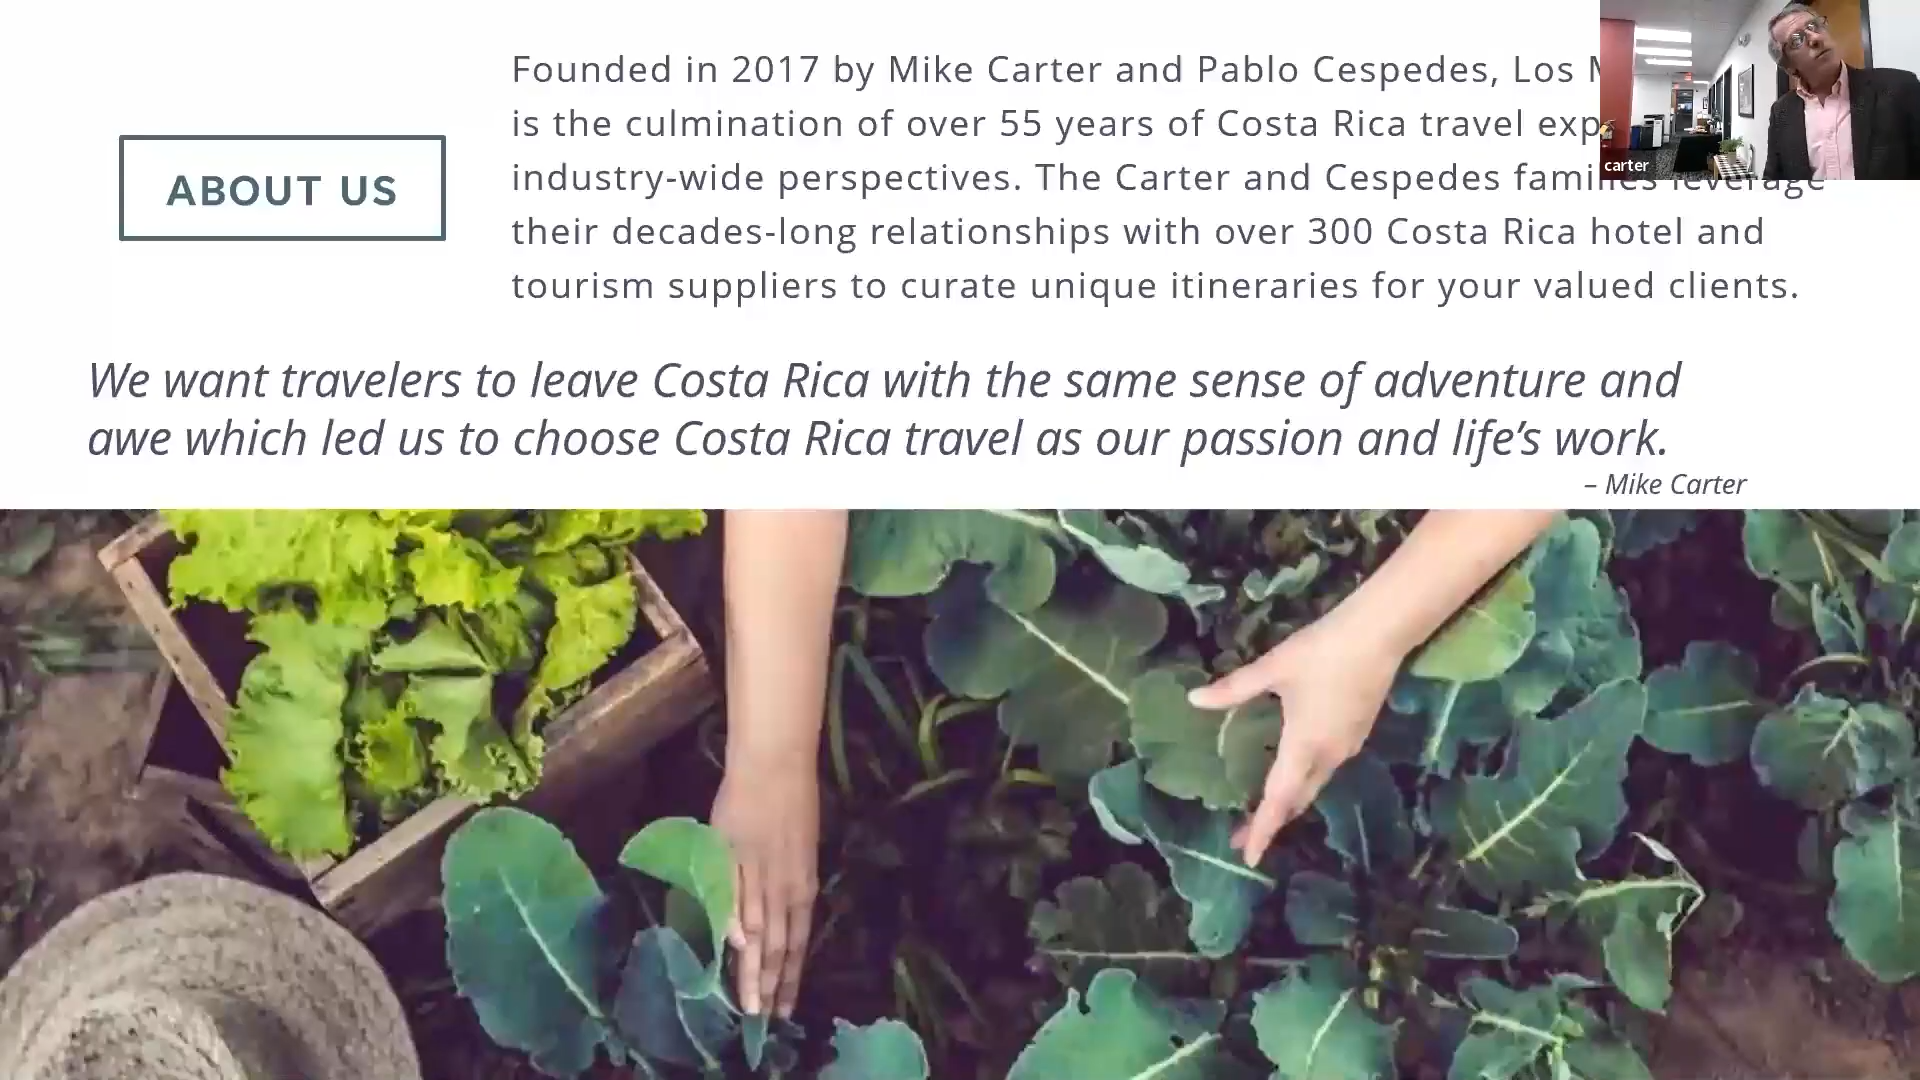 ABOUT US
Founded in 2017 by Mike Carter and Pablo Cespedes, Los
is the culmination of over 55 years of Costa Rica travel
industry-wide perspectives. The Carter and Cespedes families leverage
their decades-long relationships with over 300 Costa Rica hotel and
tourism suppliers to curate unique itineraries for your valued clients.
We want travelers to leave Costa Rica with the same sense of adventure and
awe which led us to choose Costa Rica travel as our passion and life’s work.
– Mike Carter
carter